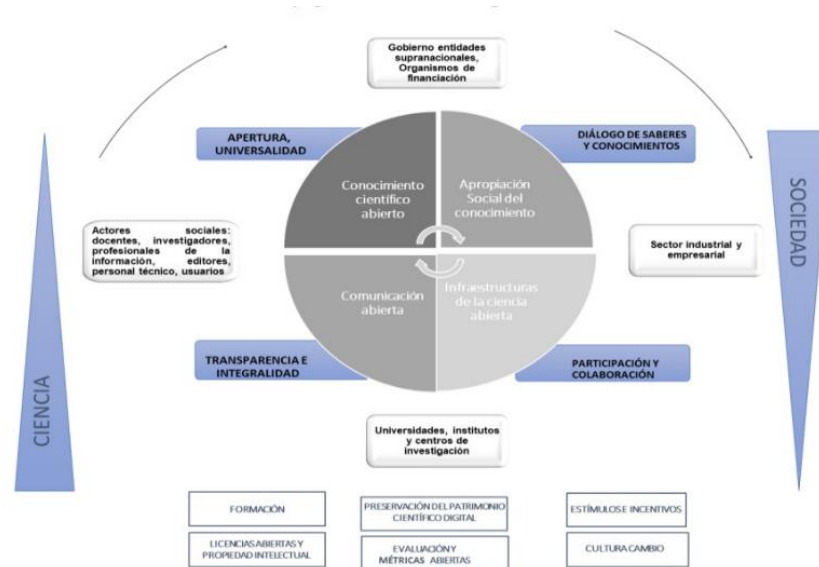 Gobierno entidades
supranacionales,
Organismos de
financiación
APERTURA,
UNIVERSALIDAD
DIÁLOGO DE SABERES
Y CONOCIMIENTOS
Conocimiento
científico
abierto
Apropiación
Social del
conocimiento
Actores sociales:
docentes, investigadores,
profesionales de la
información, editores,
personal técnico, usuarios
Sector industrial y
empresarial
SOCIEDAD
Comunicación
abierta
Infraestructuras
de la ciencia
abierta
TRANSPARENCIA E
INTEGRALIDAD
PARTICIPACIÓN Y
COLABORACIÓN
CIENCIA
Universidades, institutos
y centros de
investigación
FORMACIÓN
PRESERVACIÓN DEL PATRIMONIO
CIENTÍFICO DIGITAL
ESTÍMULOS E INCENTIVOS
LICENCIAS ABIERTAS Y
PROPIEDAD INTELECTUAL
EVALUACIÓN Y
MÉTRICAS ABIERTAS
CULTURA CAMBIO